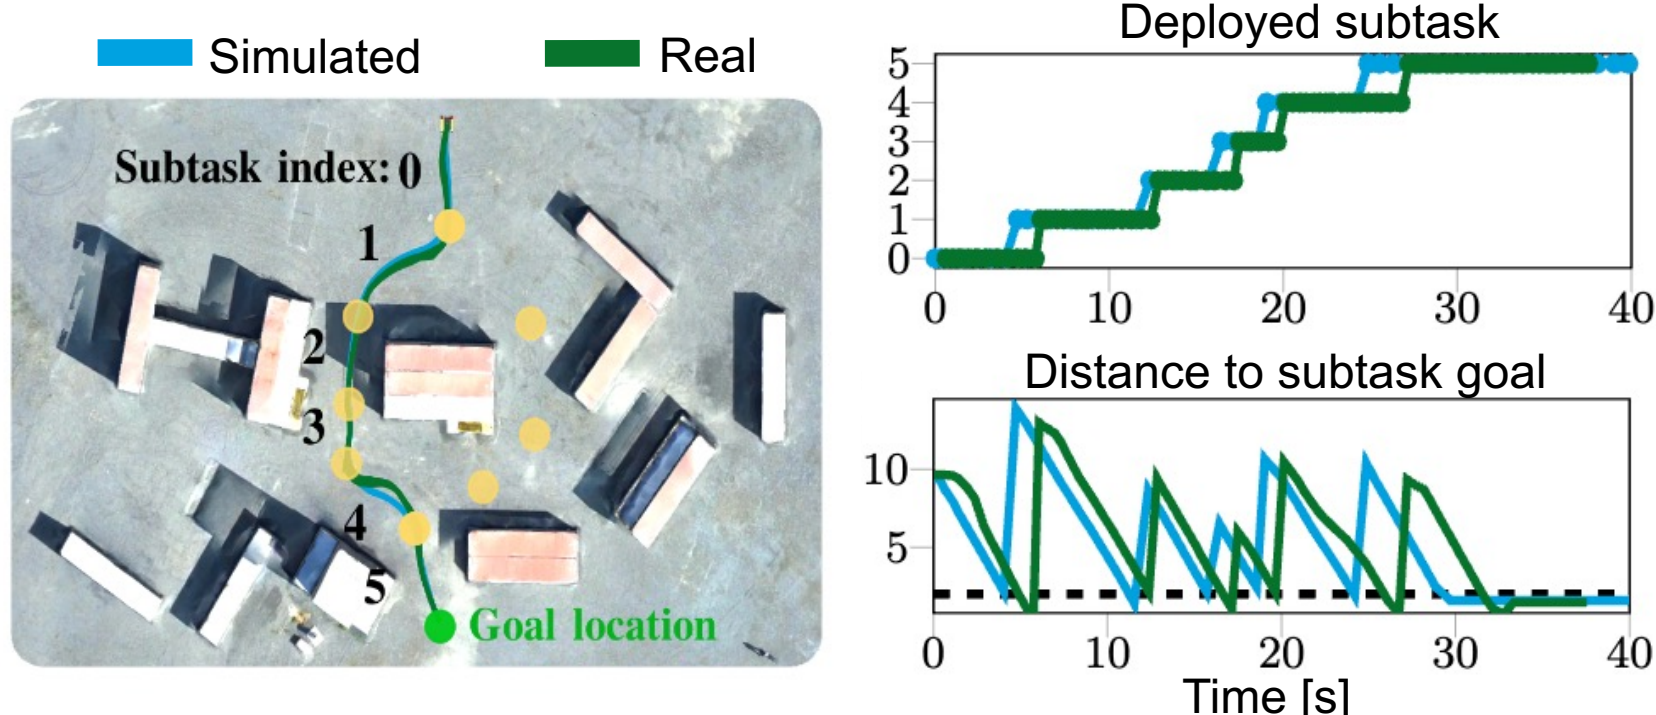 Simulated
Real
Subtask index: 0
1
2
3
4
5
Goal location
Deployed subtask
5
4
3
2
1
0
0 10 20 30 40
Distance to subtask goal
10
5
0 10 20 30 40
Time [s]